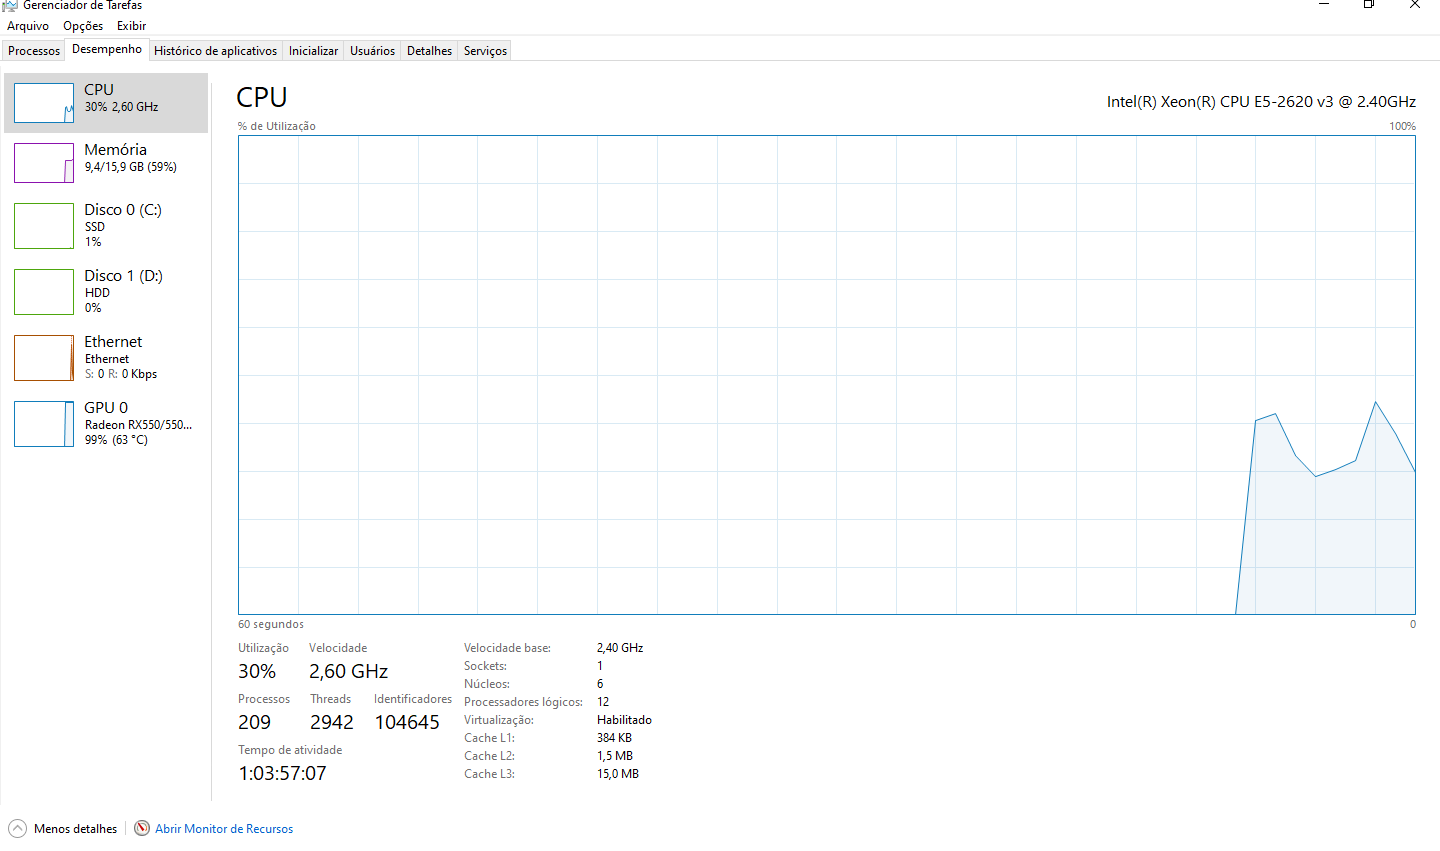 Gerenciador de Tarefas
Arquivo Opções Exibir
Processos Desempenho Histórico de aplicativos Inicializar Usuários Detalhes Serviços
CPU
30% 2,60 GHz
Memória
9,4/15,9 GB (59%)
Disco 0 (C:)
SSD
1%
Disco 1 (D:)
HDD
0%
Ethernet
Ethernet
S: 0 R: 0 Kbps
GPU 0
Radeon RX550/550...
99% (63 °C)
CPU
Intel(R) Xeon(R) CPU E5-2620 v3 @ 2.40GHz
% de Utilização 100%
60 segundos 0
Utilização Velocidade
30% 2,60 GHz
Processos Threads Identificadores
209 2942 104645
Tempo de atividade
1:03:57:07
Velocidade base: 2,40 GHz
Sockets: 1
Núcleos: 6
Processadores lógicos: 12
Virtualização: Habilitado
Cache L1: 384 KB
Cache L2: 1,5 MB
Cache L3: 15,0 MB
Menos detalhes Abrir Monitor de Recursos